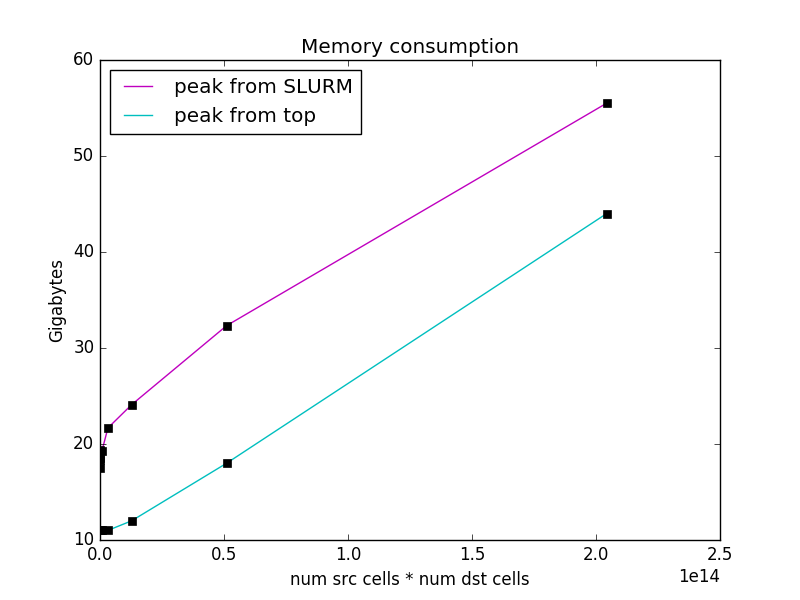 Memory consumption
peak from SLURM
peak from top
60
50
40
30
20
10
Gigabytes
0.0 0.5 1.0 1.5 2.0 2.5
1e14
num src cells * num dst cells